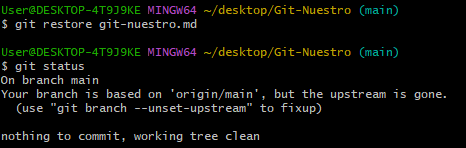 User@DESKTOP-4T9J9KE MINGW64 ~/desktop/Git-Nuestro (main)
$ git restore git-nuestro.md
User@DESKTOP-4T9J9KE MINGW64 ~/desktop/Git-Nuestro (main)
$ git status
On branch main
Your branch is based on 'origin/main', but the upstream is gone.
  (use "git branch --unset-upstream" to fixup)
nothing to commit, working tree clean